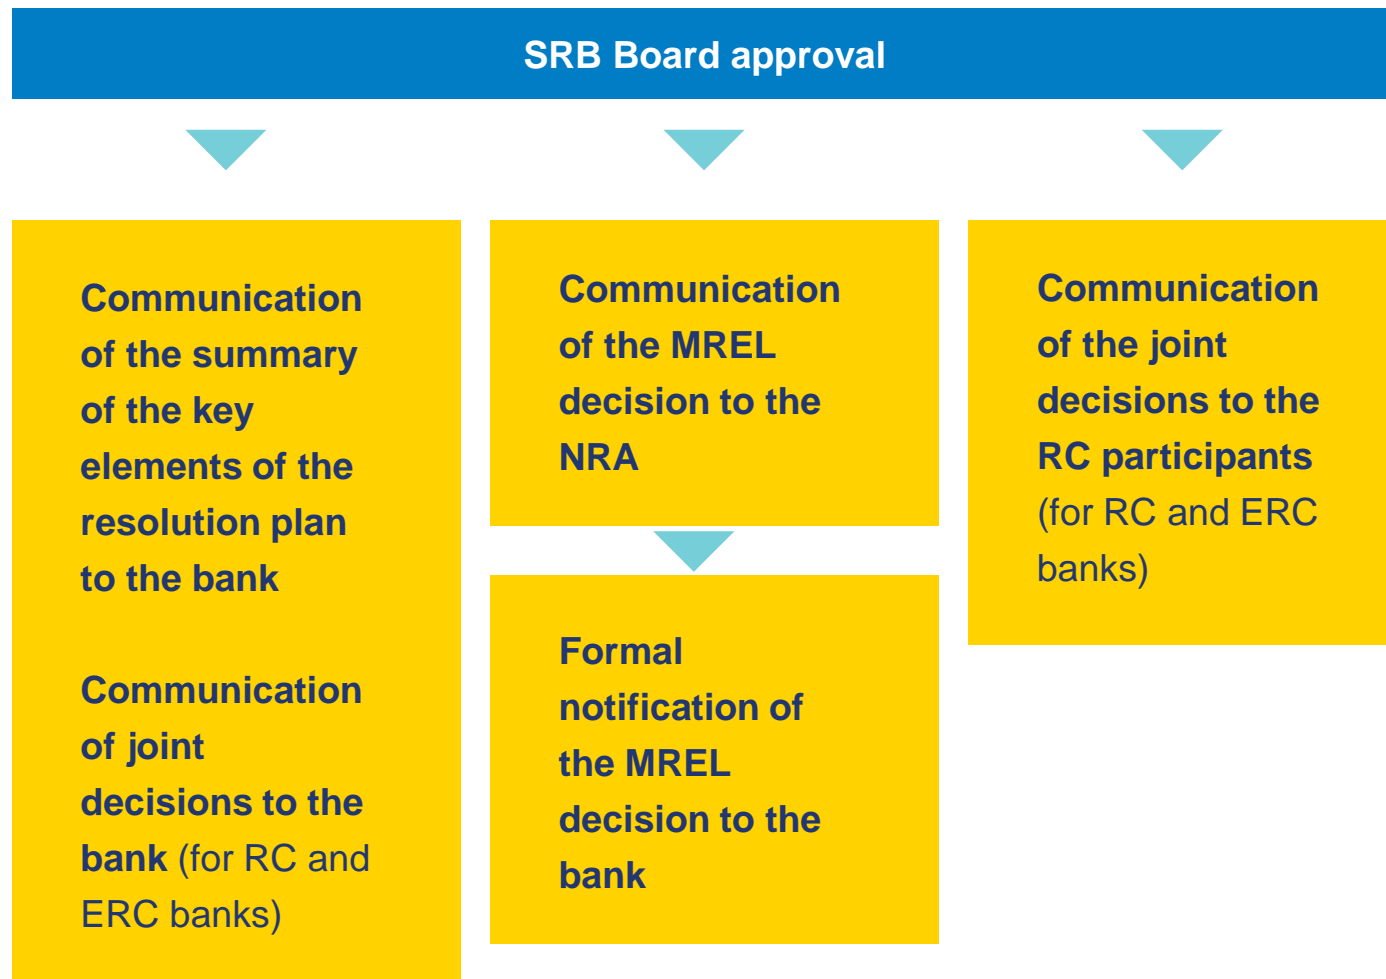 SRB Board approval
Communication
of the summary
of the key
elements of the
resolution plan
to the bank
Communication
of joint
decisions to the
bank (for RC and
ERC banks)
Communication
of the MREL
decision to the
NRA
Formal
notification of
the MREL
decision to the
bank
Communication
of the joint
decisions to the
RC participants
(for RC and ERC
banks)